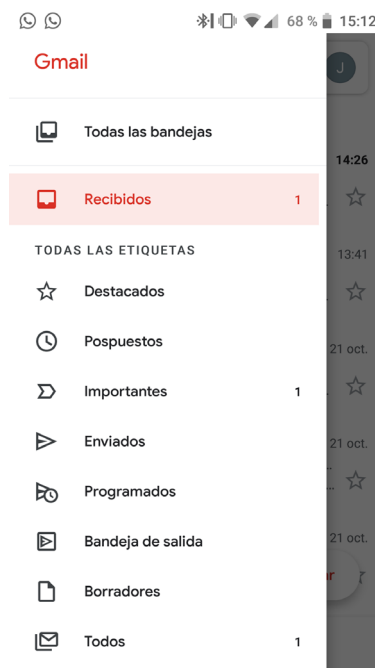 68 % 15:12
Gmail
J
Todas las bandejas
14:26
Recibidos 1
TODAS LAS ETIQUETAS
13:41
Destacados
Pospuestos
21 oct.
Importantes 1
Enviados
21 oct.
Programados
Bandeja de salida
21 oct.
Borradores
Todos 1